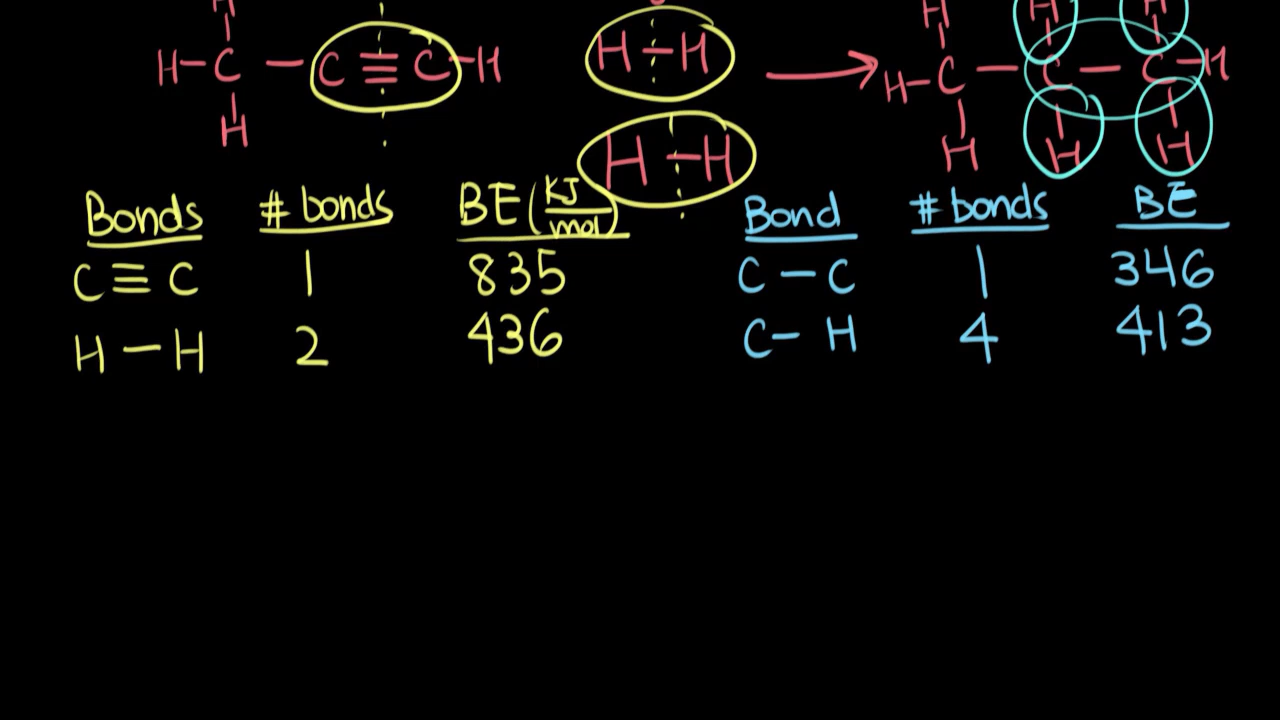 H H H H
H-C-C≡C-H H-H → H-C-C-C-H
H H-H H H H
Bonds # bonds BE (KJ/mol) Bond # bonds BE
C≡C 1 835 C-C 1 346
H-H 2 436 C-H 4 413